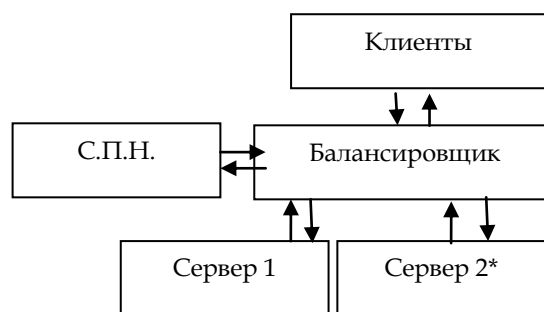 Клиенты
С.П.Н.
Балансировщик
Сервер 1
Сервер 2*